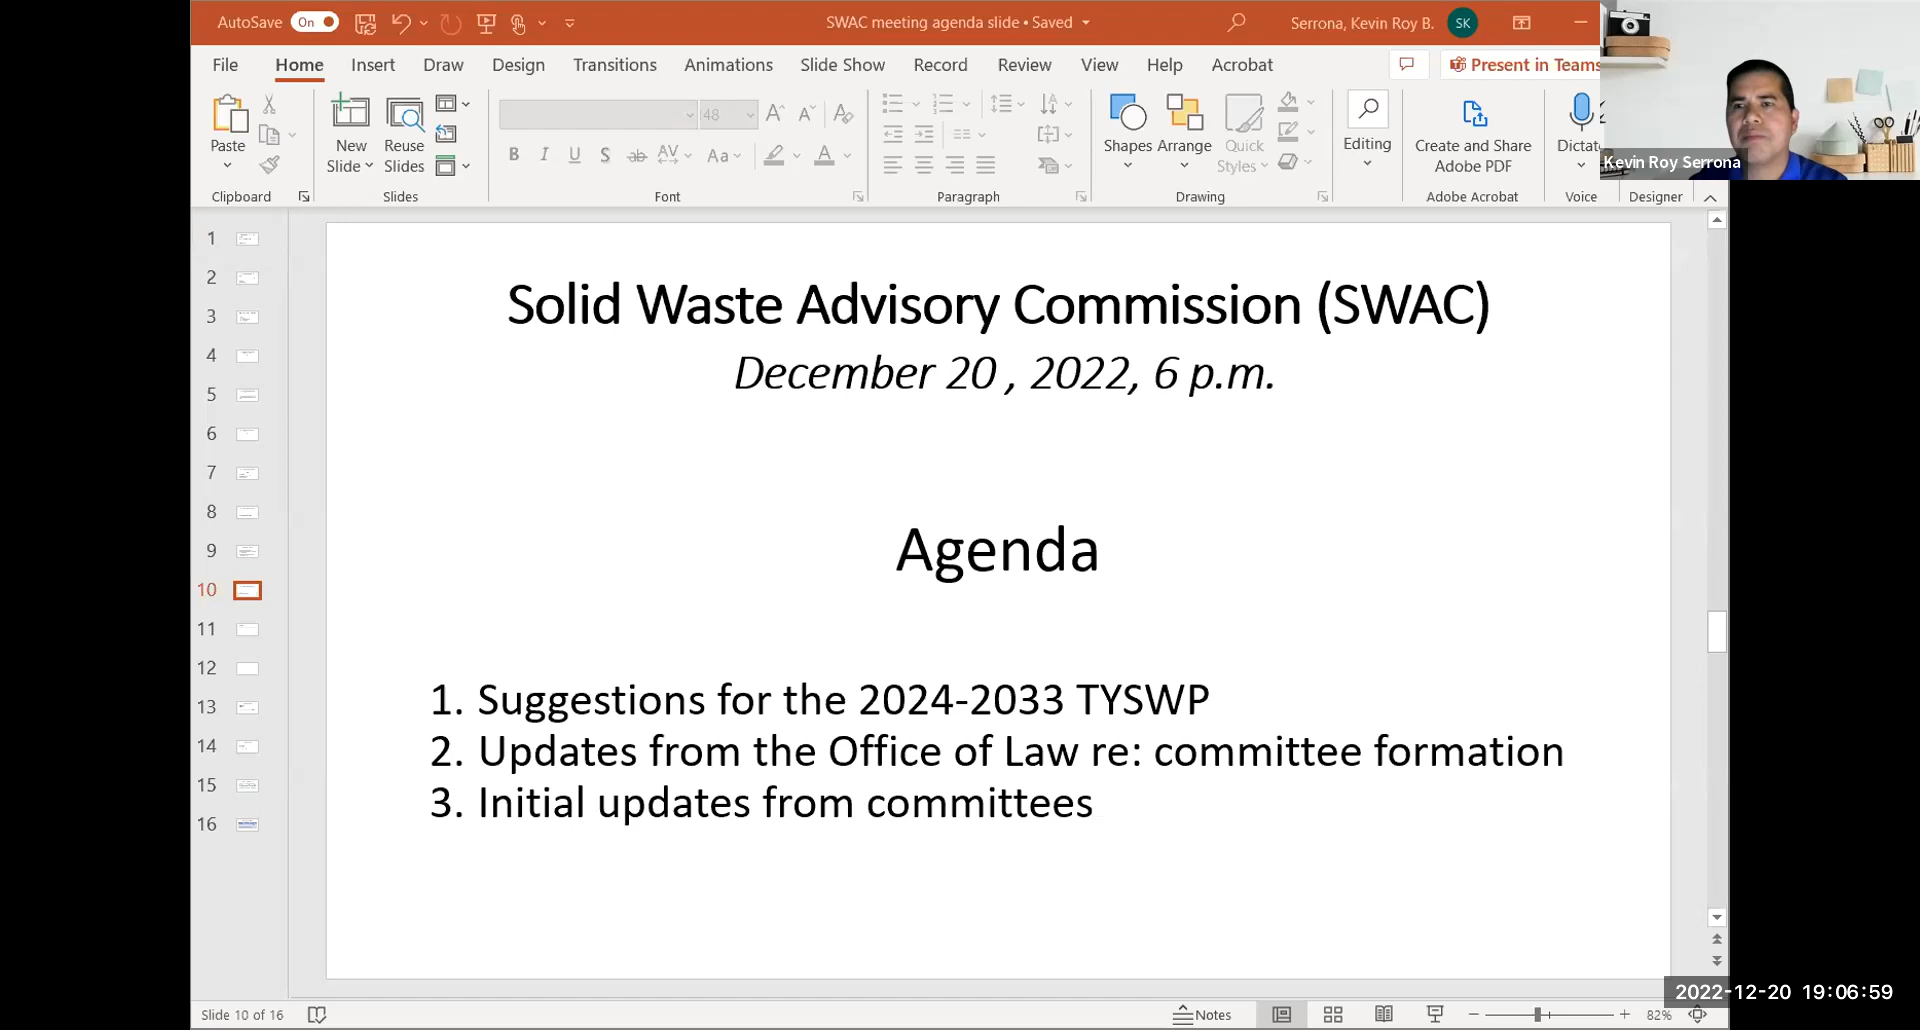 AutoSave On SWAC meeting agenda slide • Saved Serrona, Kevin Roy B. SK
File Home Insert Draw Design Transitions Animations Slide Show Record Review View Help Acrobat Present in Teams
48
Paste New Slide Reuse Slides Shapes Arrange Quick Styles Editing Create and Share Adobe PDF Dictat
B I U S ab AV Aa A
Clipboard Slides Font Paragraph Drawing Adobe Acrobat Voice Designer
Kevin Roy Serrona
1
2
3
4
5
6
7
8
9
10
11
12
13
14
15
16
Solid Waste Advisory Commission (SWAC)
December 20 , 2022, 6 p.m.
Agenda
1. Suggestions for the 2024-2033 TYSWP
2. Updates from the Office of Law re: committee formation
3. Initial updates from committees
2022-12-20 19:06:59
Slide 10 of 16 Notes 82%